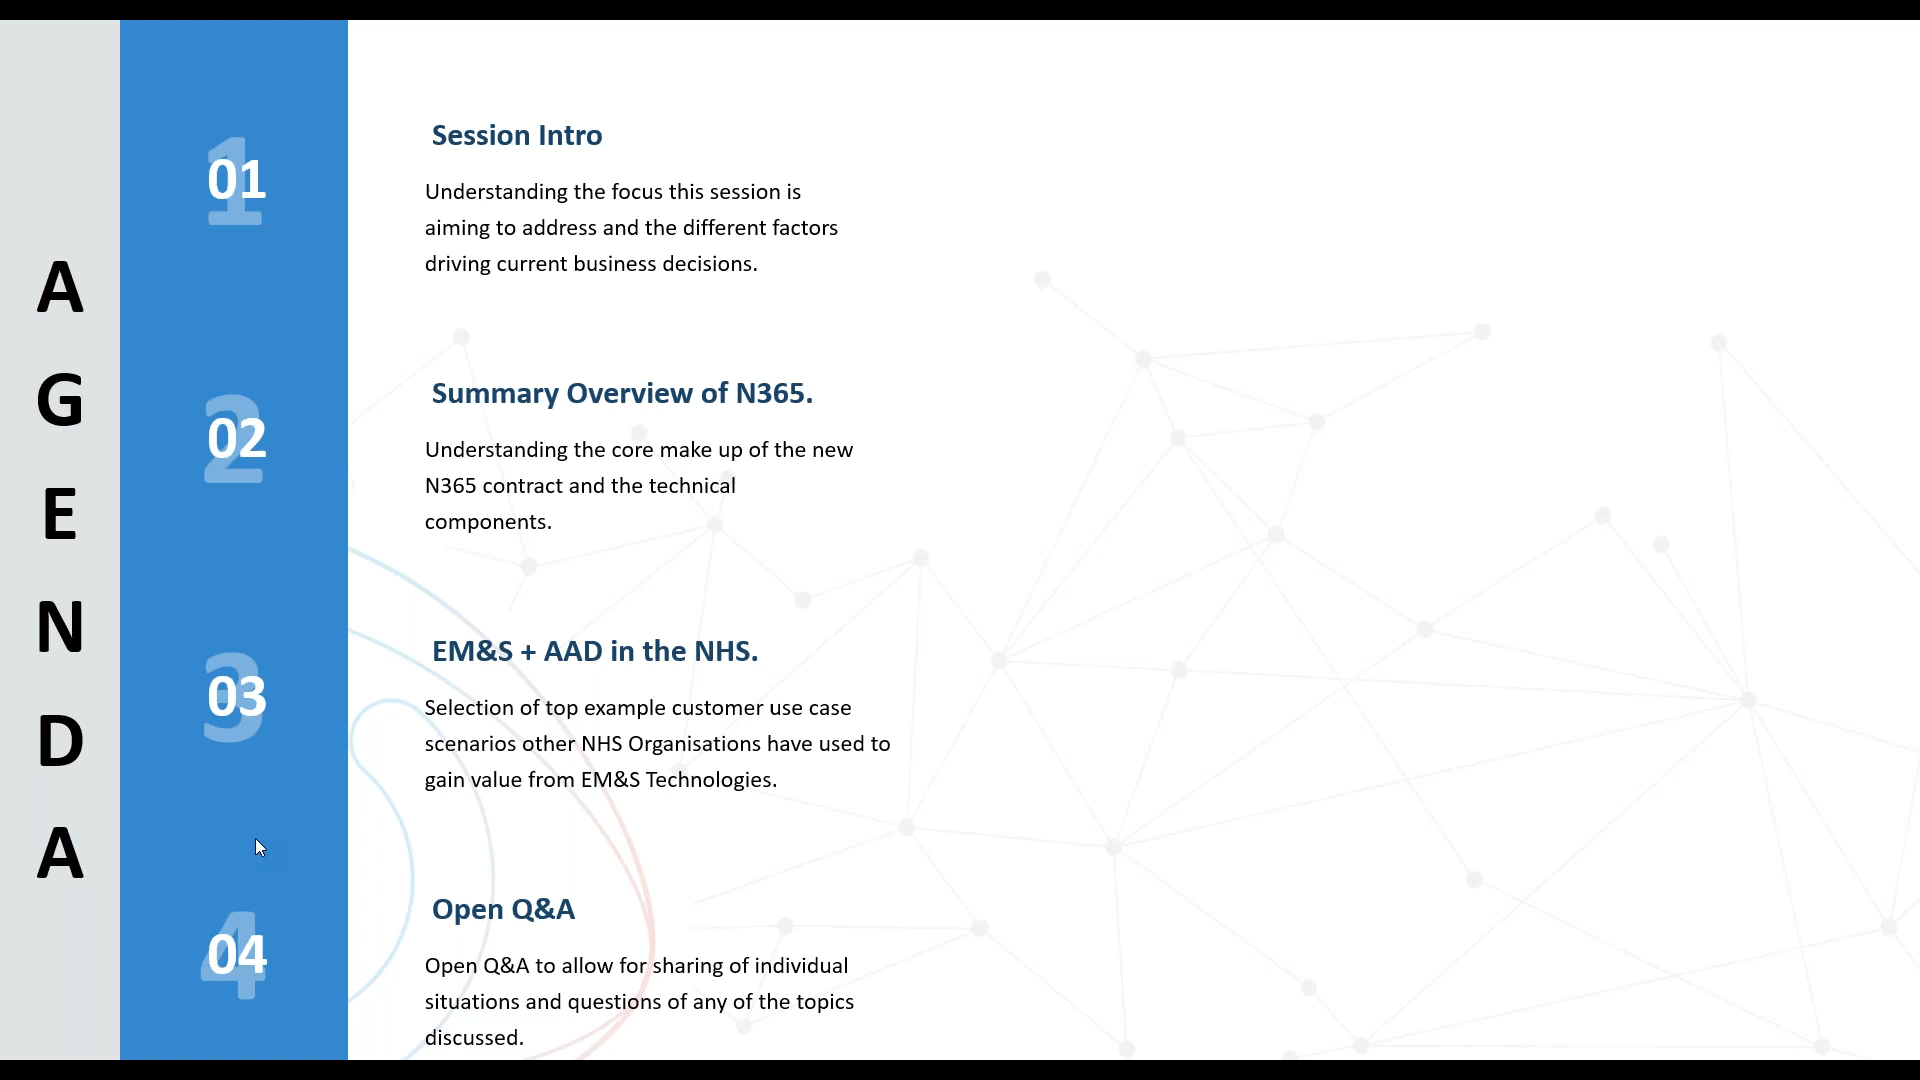 A
G
E
N
D
A
01
Session Intro
Understanding the focus this session is
aiming to address and the different factors
driving current business decisions.
02
Summary Overview of N365.
Understanding the core make up of the new
N365 contract and the technical
components.
03
EM&S + AAD in the NHS.
Selection of top example customer use case
scenarios other NHS Organisations have used to
gain value from EM&S Technologies.
04
Open Q&A
Open Q&A to allow for sharing of individual
situations and questions of any of the topics
discussed.